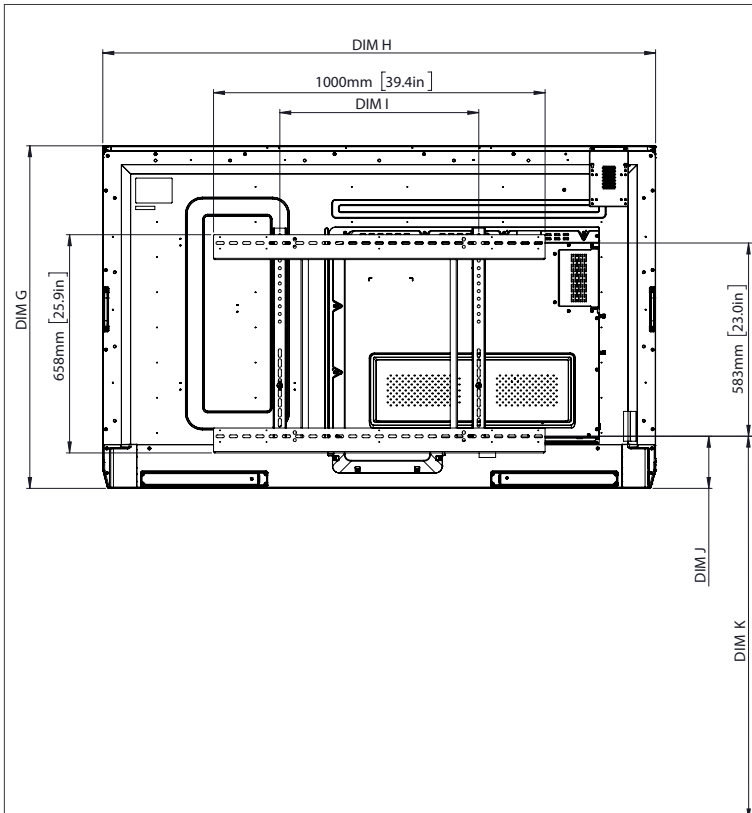 DIM H
1000mm [39.4in]
DIM I
DIM G
658mm [25.9in]
583mm [23.0in]
DIM J
DIM K